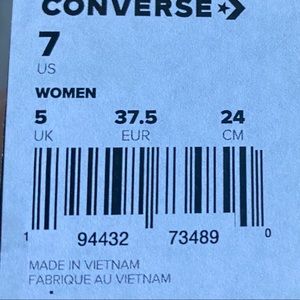 CONVERSE
7
US
WOMEN
5 37.5 24
UK EUR CM
1 94432 73489 0
MADE IN VIETNAM
FABRIQUE AU VIETNAM